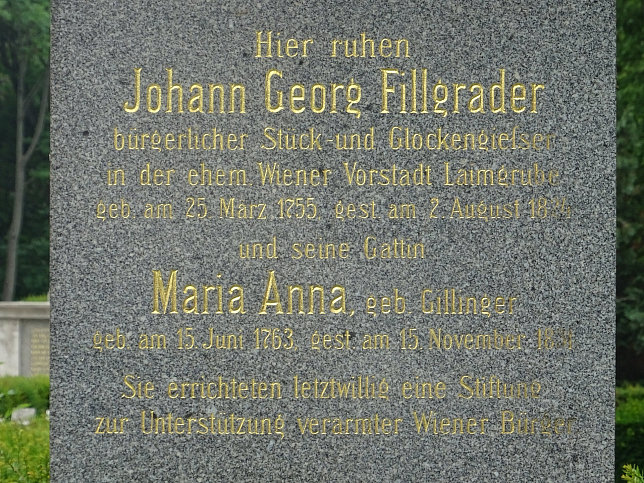 Hier ruhen
Johann Georg Fillgrader
bürgerlicher Stuck- und Glockengießer
in der ehem. Wiener Vorstadt Laimgrube
geb. am 25. März 1755 gest. am 2. August
und seine Gattin
Maria Anna, geb. Gillinger
geb. am 15. Juni 1763, gest. am 15. November
Sie errichteten letztwillig eine Stiftung
zur Unterstützung verarmter Wiener Bürger